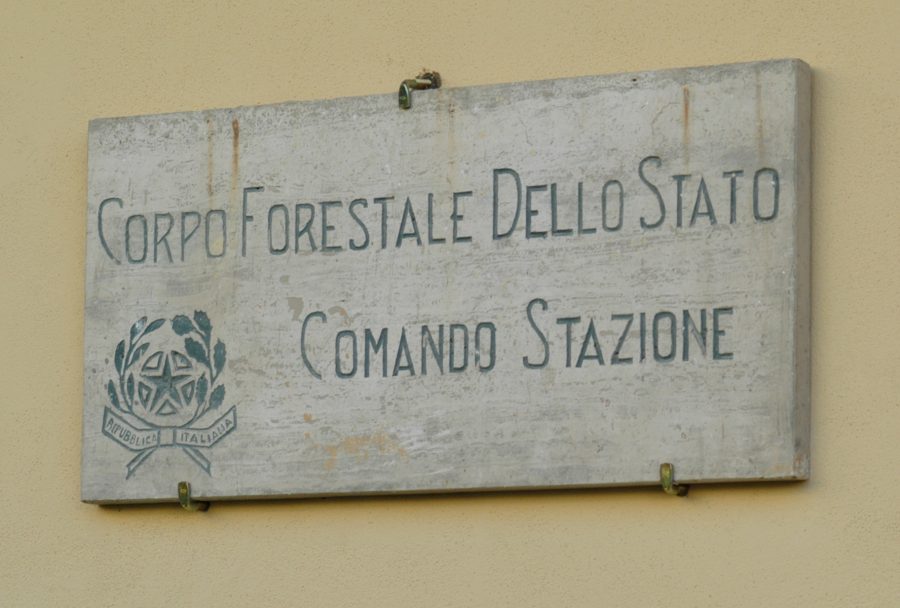 CORPO FORESTALE DELLO STATO
COMANDO STAZIONE
REPUBBLICA ITALIANA